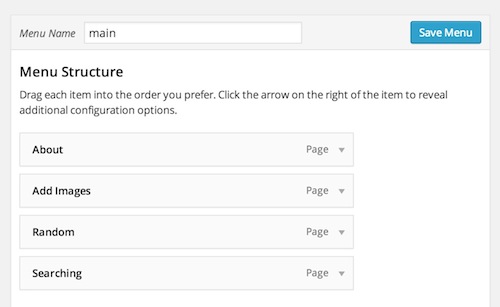 Menu Name main Save Menu
Menu Structure
Drag each item into the order you prefer. Click the arrow on the right of the item to reveal
additional configuration options.
About Page
Add Images Page
Random Page
Searching Page